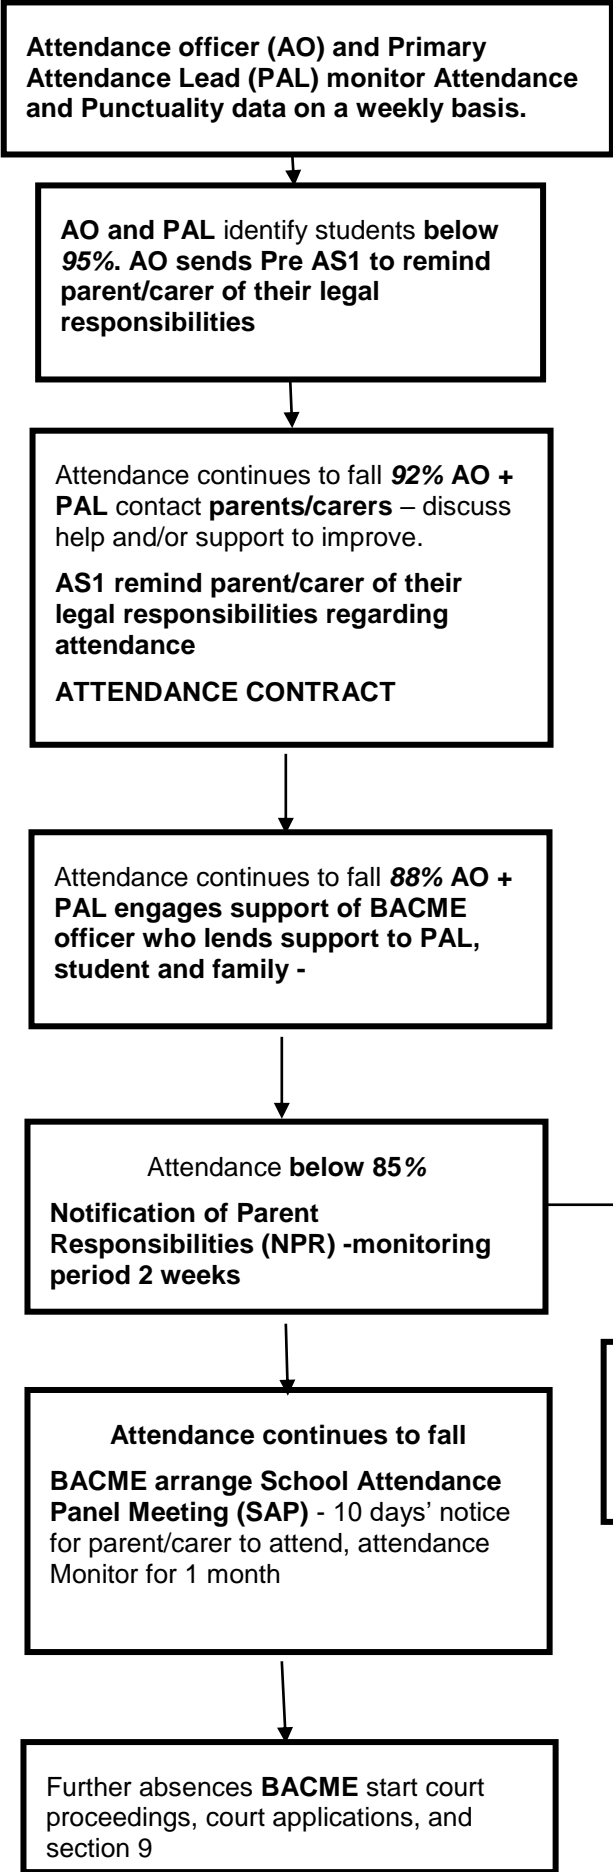 Attendance officer (AO) and Primary
Attendance Lead (PAL) monitor Attendance
and Punctuality data on a weekly basis.
AO and PAL identify students below
95%. AO sends Pre AS1 to remind
parent/carer of their legal
responsibilities
Attendance continues to fall 92% AO +
PAL contact parents/carers – discuss
help and/or support to improve.
AS1 remind parent/carer of their
legal responsibilities regarding
attendance
ATTENDANCE CONTRACT
Attendance continues to fall 88% AO +
PAL engages support of BACME
officer who lends support to PAL,
student and family -
Attendance below 85%
Notification of Parent
Responsibilities (NPR) -monitoring
period 2 weeks
Attendance continues to fall
BACME arrange School Attendance
Panel Meeting (SAP) - 10 days’ notice
for parent/carer to attend, attendance
Monitor for 1 month
Further absences BACME start court
proceedings, court applications, and
section 9